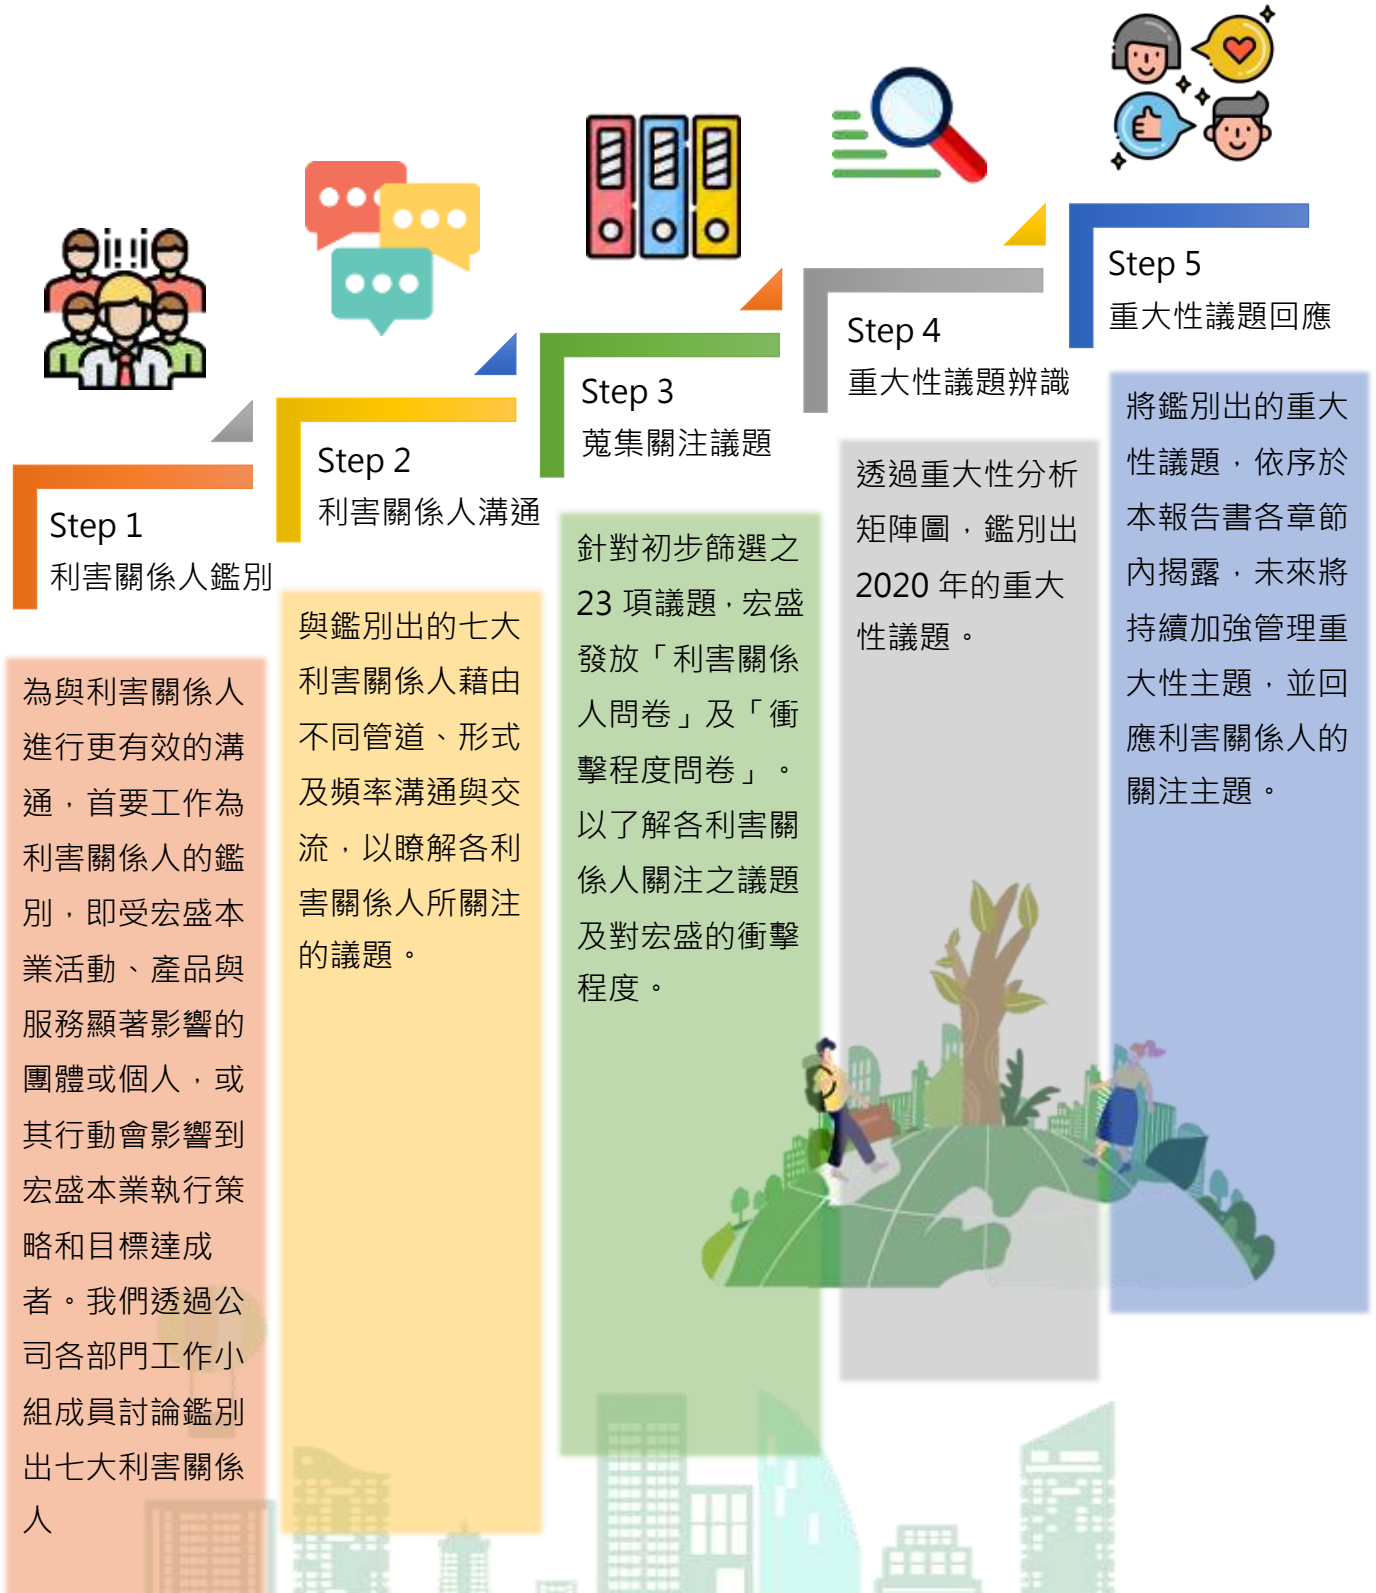 Step 1
利害關係人鑑別
為與利害關係人
進行更有效的溝
通，首要工作為
利害關係人的鑑
別，即受宏盛本
業活動、產品與
服務顯著影響的
團體或個人，或
其行動會影響到
宏盛本業執行策
略和目標達成
者。我們透過公
司各部門工作小
組成員討論鑑別
出七大利害關係
人
Step 2
利害關係人溝通
與鑑別出的七大
利害關係人藉由
不同管道、形式
及頻率溝通與交
流，以瞭解各利
害關係人所關注
的議題。
Step 3
蒐集關注議題
針對初步篩選之
23 項議題，宏盛
發放「利害關係
人問卷」及「衝
擊程度問卷」。
以了解各利害關
係人關注之議題
及對宏盛的衝擊
程度。
Step 4
重大性議題辨識
透過重大性分析
矩陣圖，鑑別出
2020 年的重大
性議題。
Step 5
重大性議題回應
將鑑別出的重大
性議題，依序於
本報告書各章節
內揭露，未來將
持續加強管理重
大性主題，並回
應利害關係人的
關注主題。